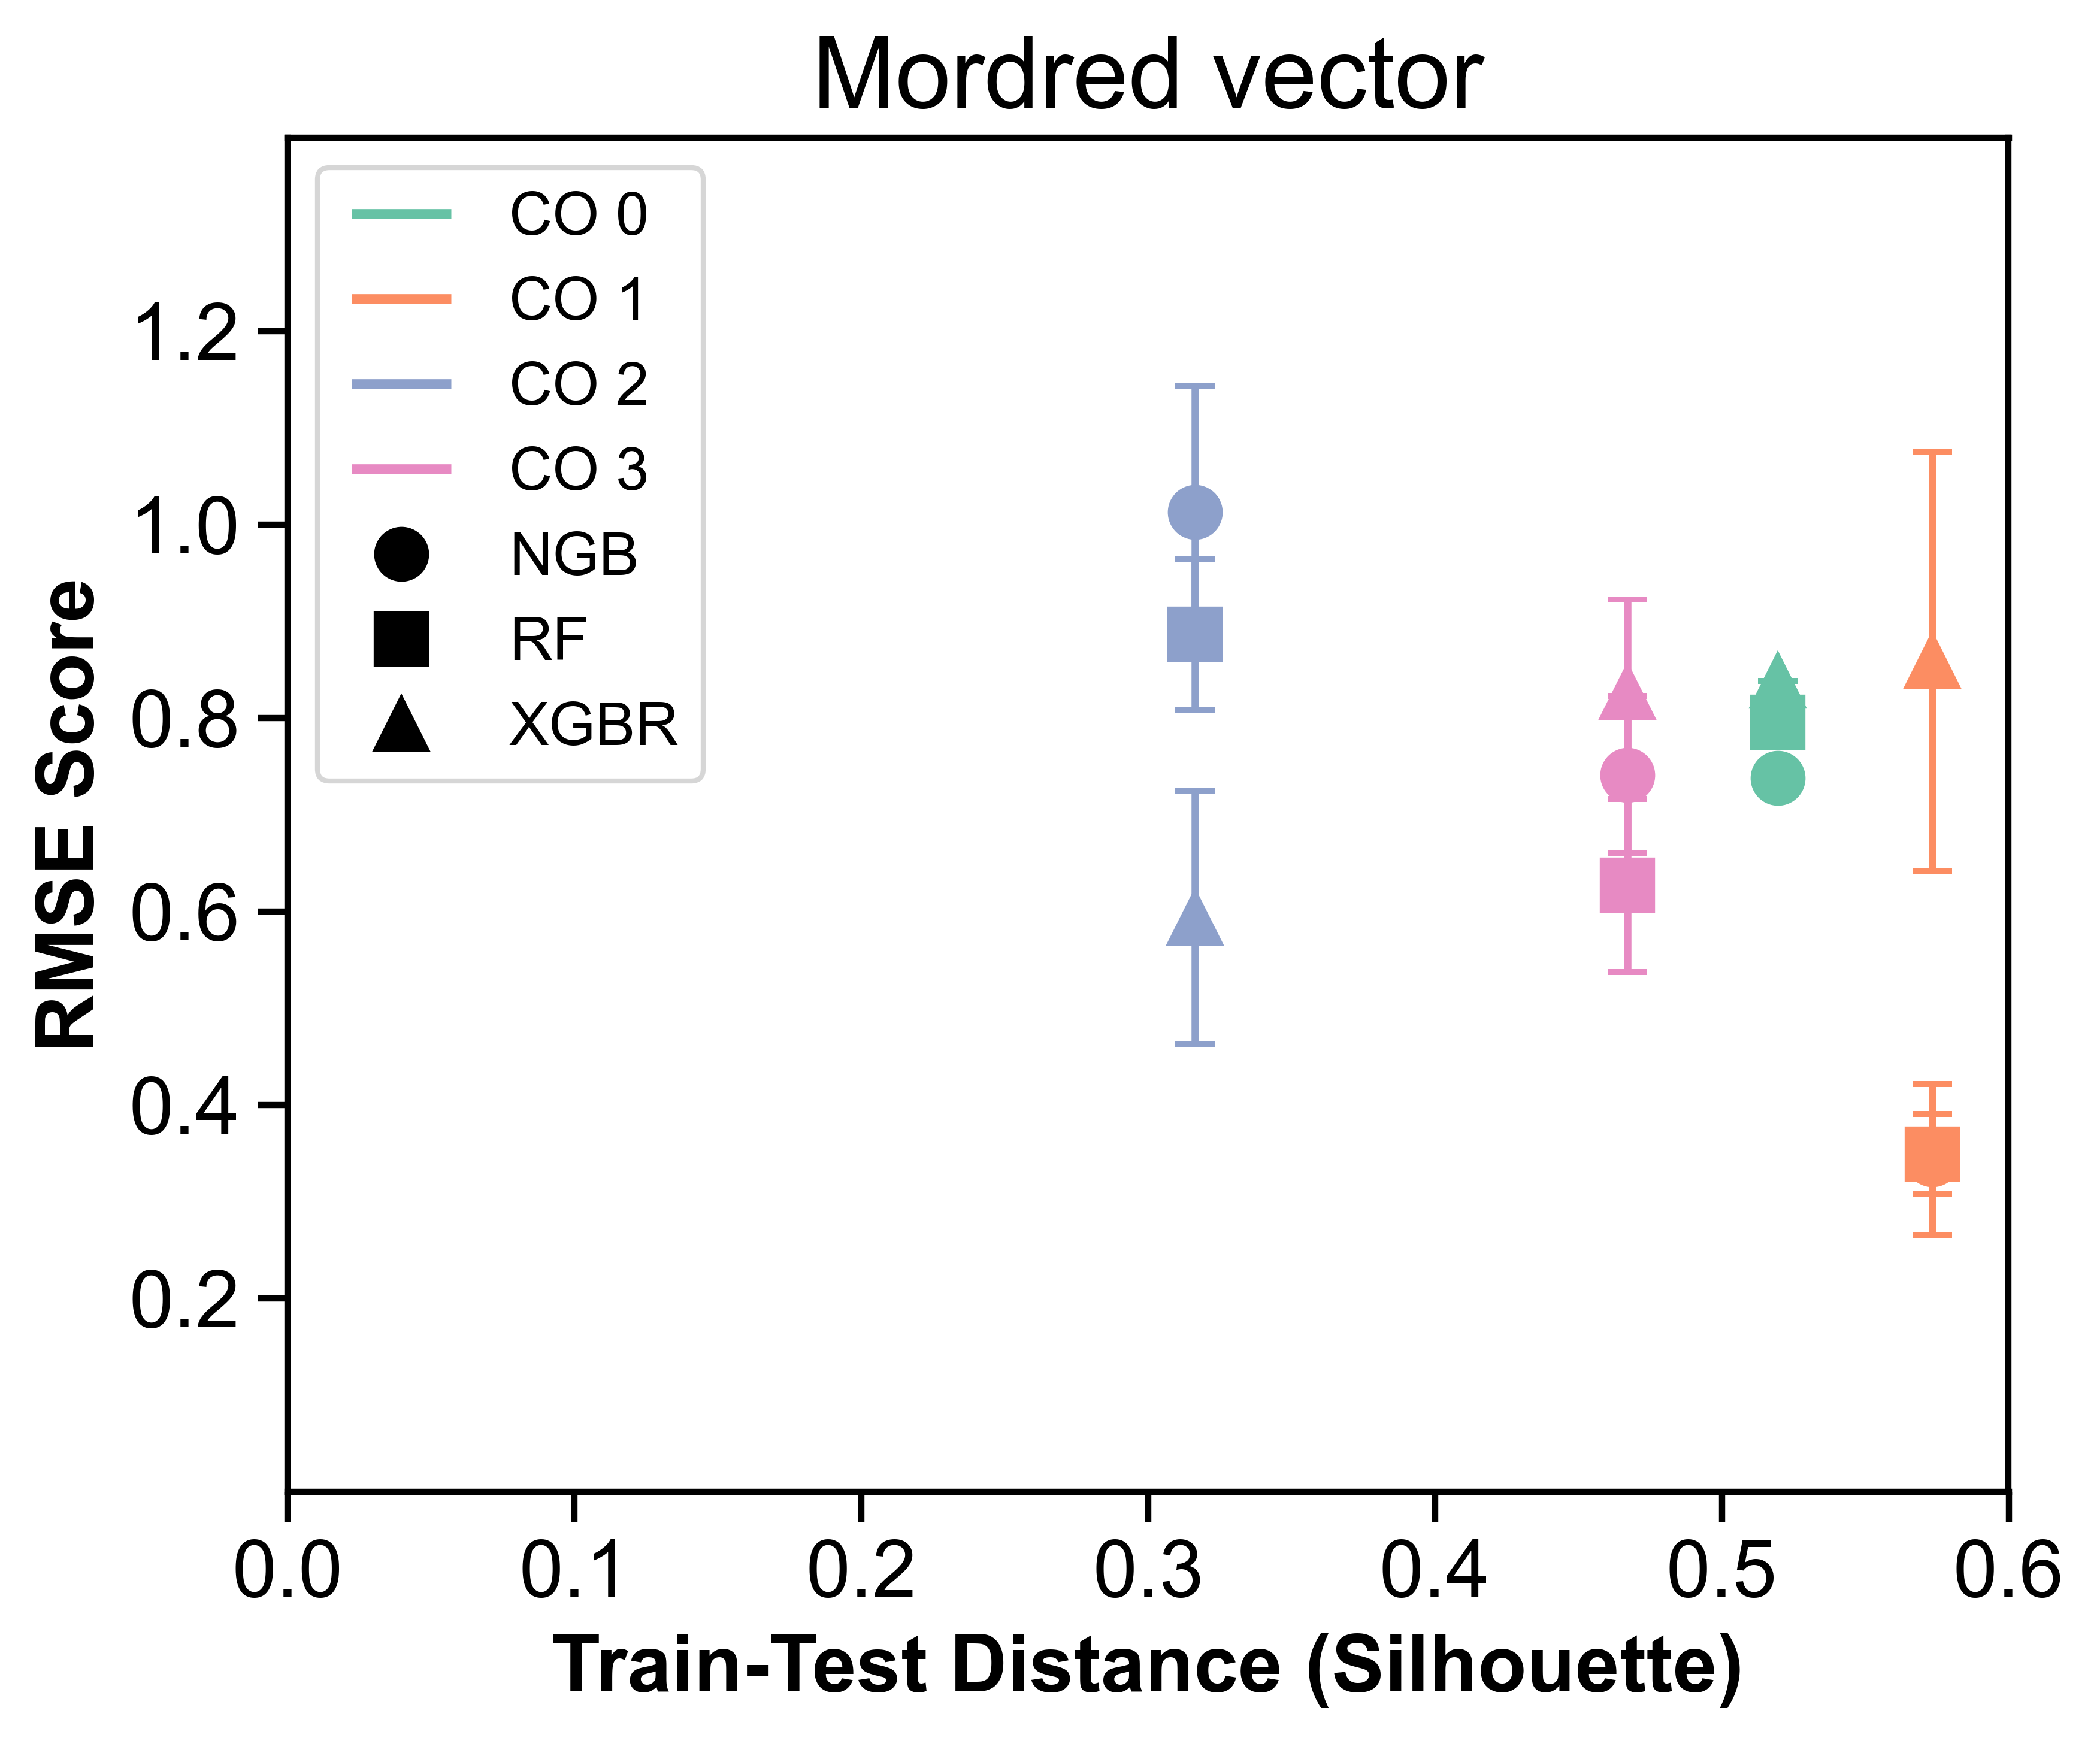 Mordred vector
CO 0
CO 1
CO 2
CO 3
NGB
RF
XGBR
RMSE Score
1.2
1.0
0.8
0.6
0.4
0.2
0.0 0.1 0.2 0.3 0.4 0.5 0.6
Train-Test Distance (Silhouette)